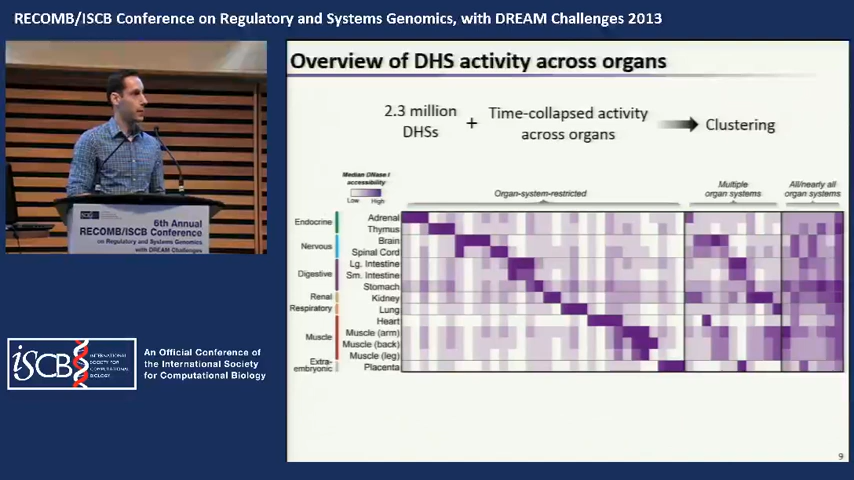 RECOMB/ISCB Conference on Regulatory and Systems Genomics, with DREAM Challenges 2013
6th Annual
RECOMB/ISCB Conference
on Regulatory and Systems Genomics,
with DREAM Challenges
iSCB
INTERNATIONAL
SOCIETY FOR
COMPUTATIONAL
BIOLOGY
An Official Conference of
the International Society
for Computational Biology
Overview of DHS activity across organs
2.3 million
DHSs
+
Time-collapsed activity
across organs
Clustering
Median DNase I
accessibility
Low High
Organ-system-restricted
Multiple
organ systems
All/nearly all
organ systems
Endocrine
Adrenal
Thymus
Nervous
Brain
Spinal Cord
Digestive
Lg. Intestine
Sm. Intestine
Stomach
Renal
Kidney
Respiratory
Lung
Muscle
Heart
Muscle (arm)
Muscle (back)
Muscle (leg)
Extra-
embryonic
Placenta
9